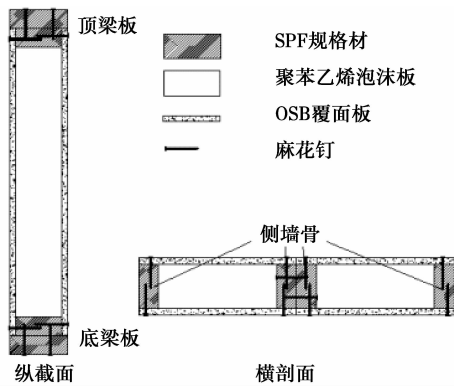 顶梁板
SPF规格材
聚苯乙烯泡沫板
OSB覆面板
麻花钉
侧墙骨
底梁板
纵截面
横剖面